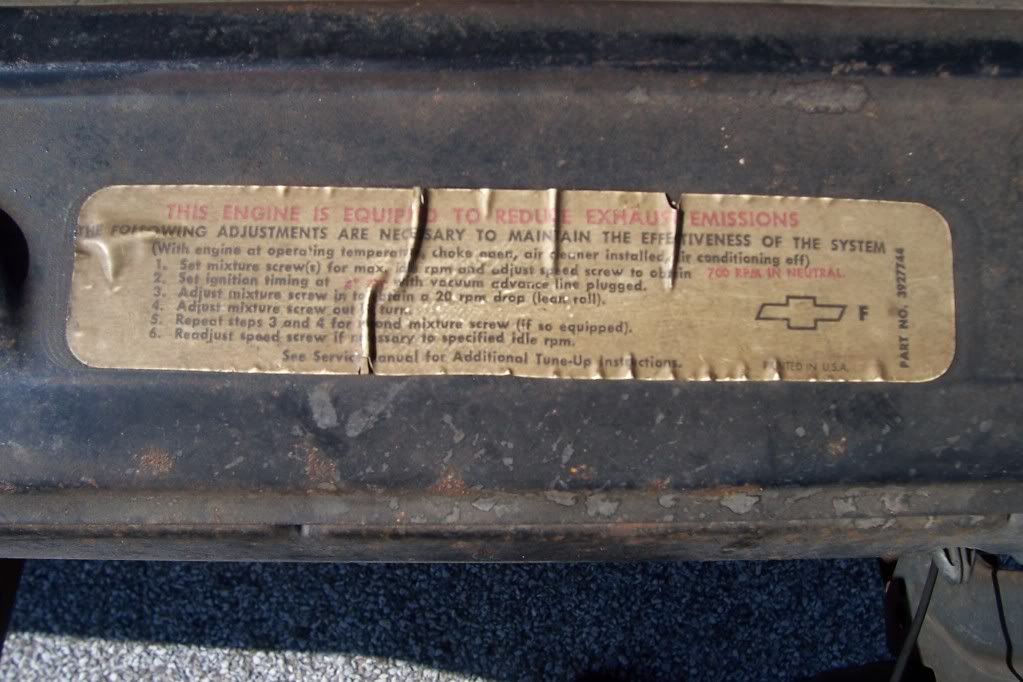 THIS ENGINE IS EQUIPPED TO REDUCE EXHAUST EMISSIONS
THE FOLLOWING ADJUSTMENTS ARE NECESSARY TO MAINTAIN THE EFFECTIVENESS OF THE SYSTEM
(With engine at operating temperature, choke open, air cleaner installed, air conditioning off)
1. Set mixture screw(s) for max. idle rpm and adjust speed screw to obtain 700 RPM IN NEUTRAL.
2. Set ignition timing at with vacuum advance line plugged.
3. Adjust mixture screw in to obtain a 20 rpm drop (lean roll).
4. Adjust mixture screw out turn.
5. Repeat steps 3 and 4 for second mixture screw (if so equipped).
6. Readjust speed screw if necessary to specified idle rpm.
See Service Manual for Additional Tune-Up Instructions.
PRINTED IN U.S.A.
F
PART NO. 3927744